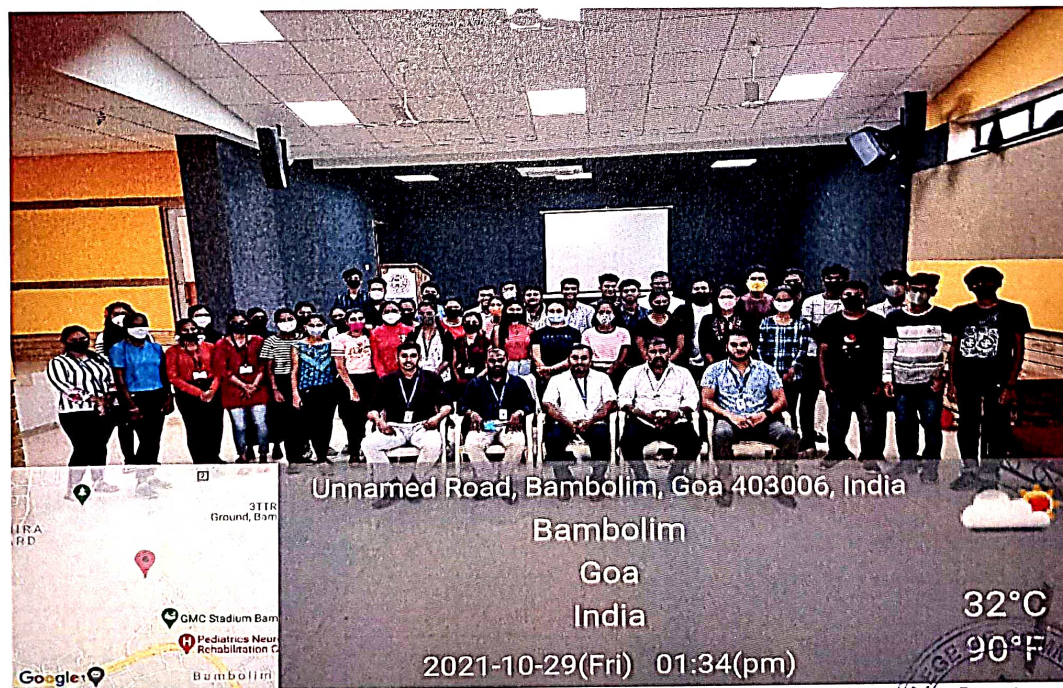 Unnamed Road, Bambolim, Goa 403006, India
Bambolim
Goa
India
2021-10-29(Fri) 01:34(pm)
32°C
90°F
3TTR
Ground, Bam
GMC Stadium Bam
Pediatrics Neur
Rehabilitation C
Bambolim
Google